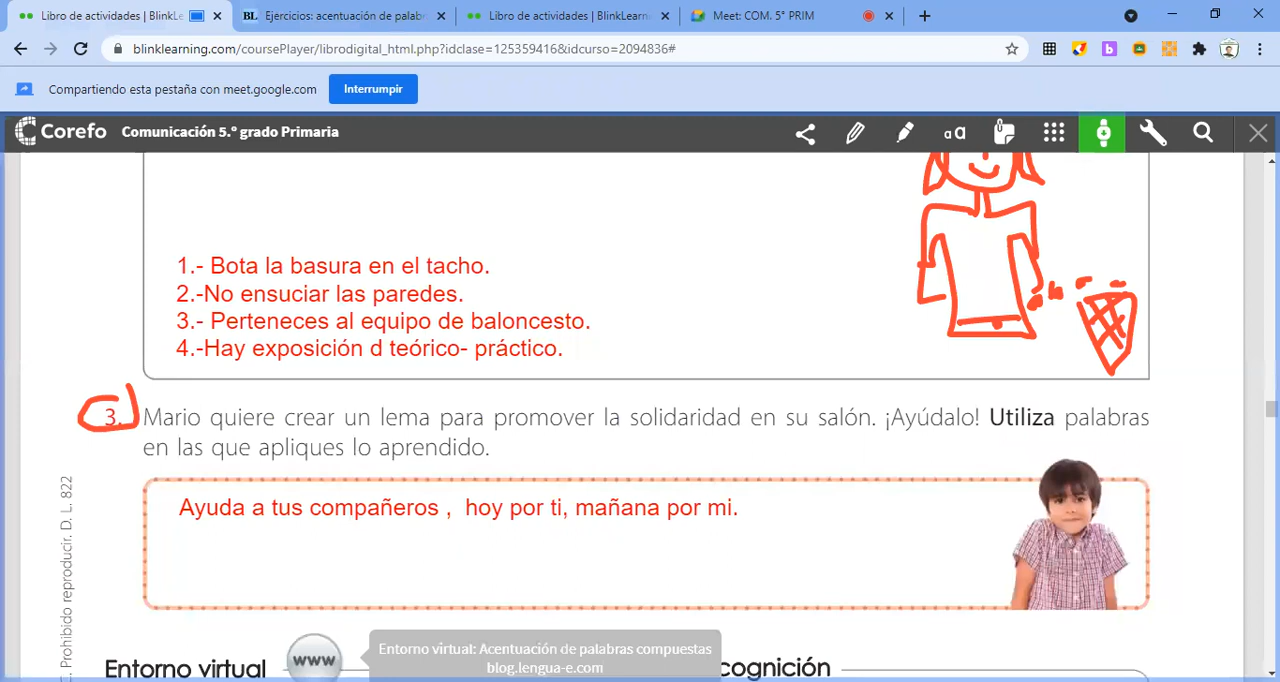 Libro de actividades | BlinkLe
Ejercicios: acentuación de palabr
Libro de actividades | BlinkLearn
Meet: COM. 5° PRIM
blinklearning.com/coursePlayer/librodigital_html.php?idclase=125359416&idcurso=2094836#
Compartiendo esta pestaña con meet.google.com
Interrumpir
Corefo
Comunicación 5.º grado Primaria
aa
1.- Bota la basura en el tacho.
2.-No ensuciar las paredes.
3.- Perteneces al equipo de baloncesto.
4.-Hay exposición d teórico- práctico.
3. Mario quiere crear un lema para promover la solidaridad en su salón. ¡Ayúdalo! Utiliza palabras
en las que apliques lo aprendido.
Ayuda a tus compañeros , hoy por ti, mañana por mi.
C. Prohibido reproducir. D. L. 822
Entorno virtual
www
Entorno virtual: Acentuación de palabras compuestas
blog.lengua-e.com
cognición